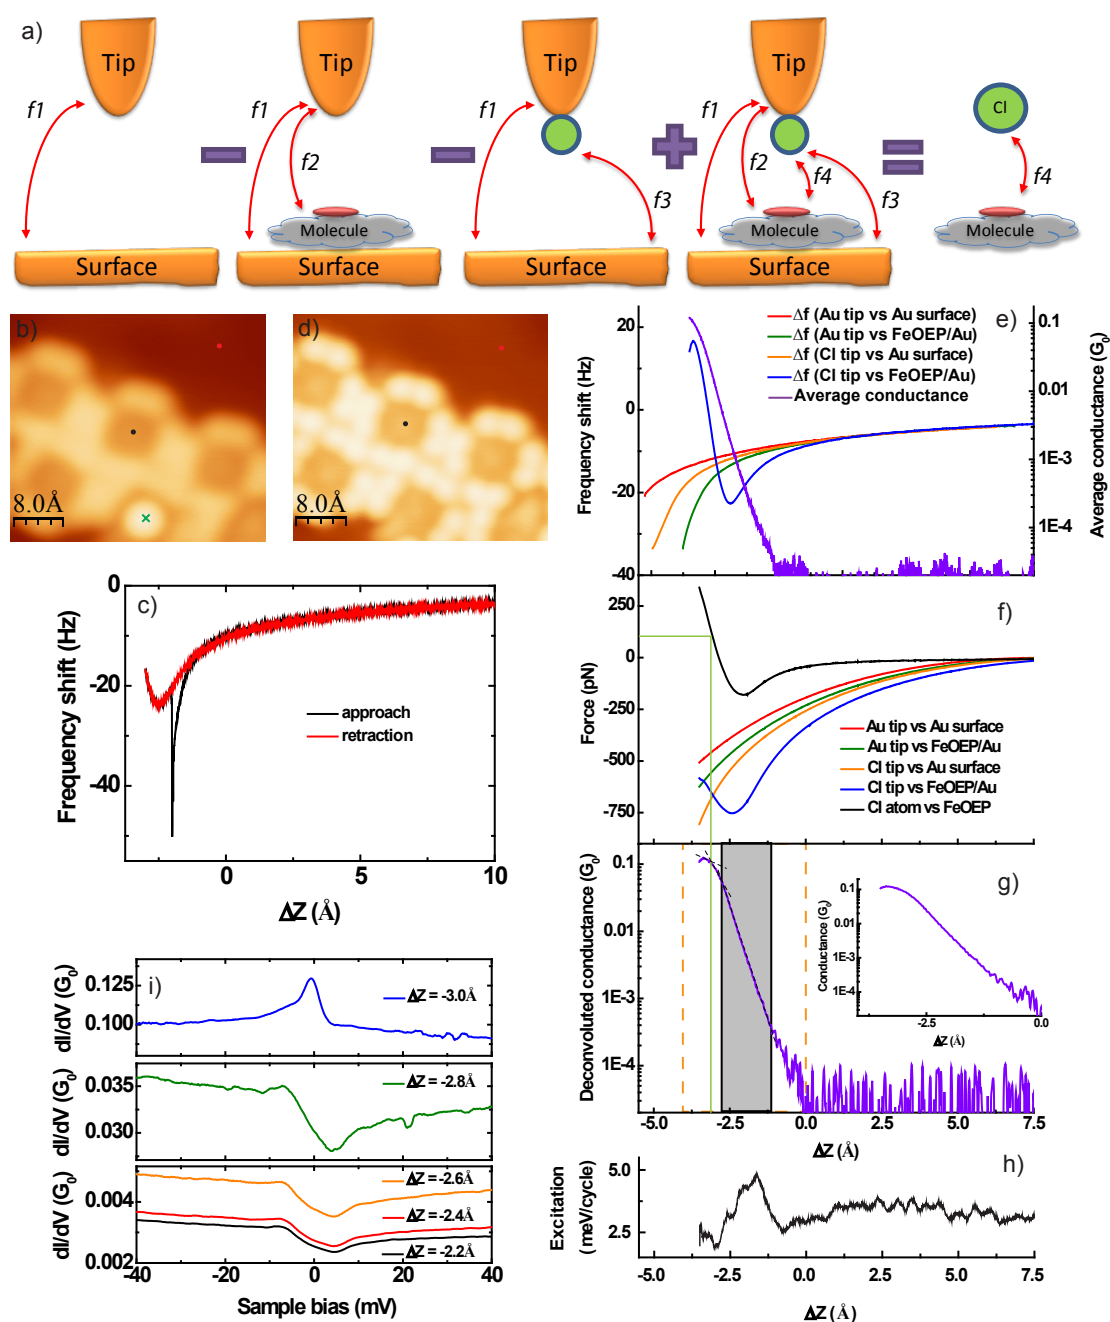 a)
Tip
Tip
Tip
Tip
f1
f1
f2
f1
f3
f1
f2
f4
f3
Cl
f4
Molecule
Molecule
Molecule
Surface
Surface
Surface
Surface
b)
8.0Å
d)
8.0Å
e)
Δf (Au tip vs Au surface)
Δf (Au tip vs FeOEP/Au)
Δf (Cl tip vs Au surface)
Δf (Cl tip vs FeOEP/Au)
Average conductance
Frequency shift (Hz)
20
0
-20
-40
Average conductance (G0)
0.1
0.01
1E-3
1E-4
c)
approach
retraction
Frequency shift (Hz)
0
-20
-40
0
5
10
ΔZ (Å)
f)
Force (pN)
250
0
-250
-500
-750
Au tip vs Au surface
Au tip vs FeOEP/Au
Cl tip vs Au surface
Cl tip vs FeOEP/Au
Cl atom vs FeOEP
g)
Deconvoluted conductance (G0)
0.1
0.01
1E-3
1E-4
-5.0
-2.5
0.0
2.5
5.0
7.5
ΔZ (Å)
Conductance (G0)
0.1
0.01
1E-3
1E-4
-2.5
0.0
ΔZ (Å)
i)
dI/dV (G0)
0.125
0.100
ΔZ = -3.0Å
dI/dV (G0)
0.035
0.030
ΔZ = -2.8Å
dI/dV (G0)
0.004
0.002
ΔZ = -2.6Å
ΔZ = -2.4Å
ΔZ = -2.2Å
-40
-20
0
20
40
Sample bias (mV)
h)
Excitation
(meV/cycle)
5.0
2.5
-5.0
-2.5
0.0
2.5
5.0
7.5
ΔZ (Å)